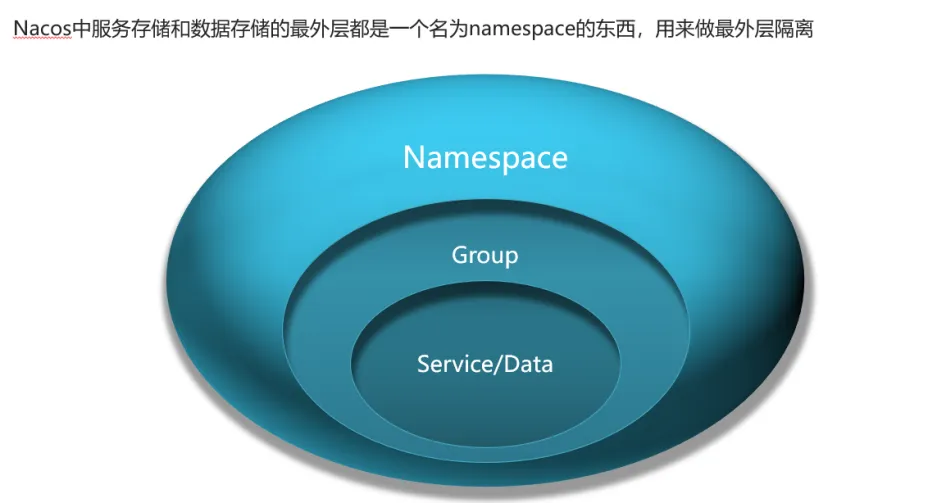 Nacos中服务存储和数据存储的最外层都是一个名为namespace的东西，用来做最外层隔离
Namespace
Group
Service/Data